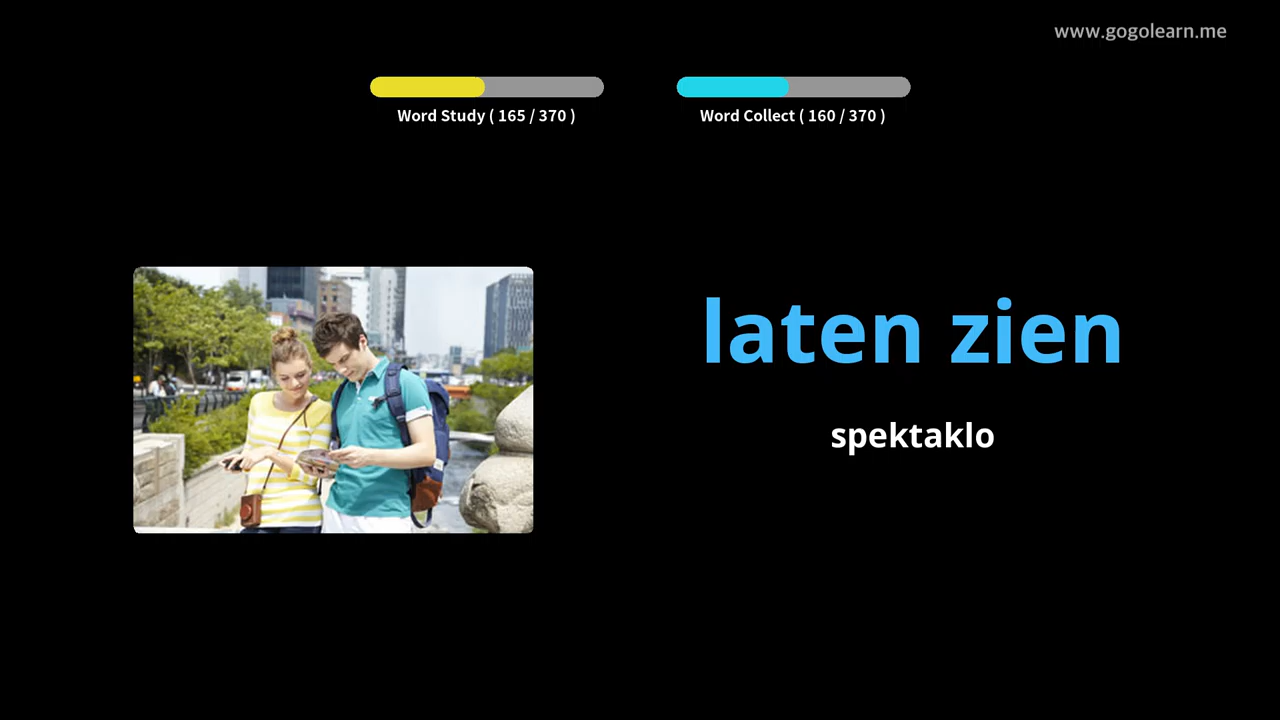 www.gogolearn.me
Word Study ( 165 / 370 )
Word Collect ( 160 / 370 )
laten zien
spektaklo